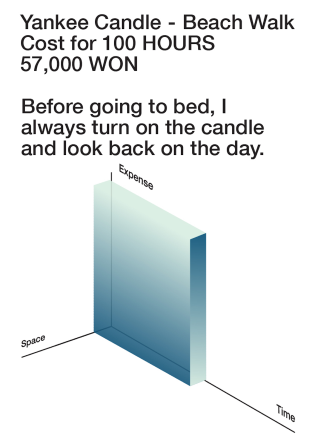 Yankee Candle - Beach Walk
Cost for 100 HOURS
57,000 WON
Before going to bed, I
always turn on the candle
and look back on the day.
Expense
Space
Time